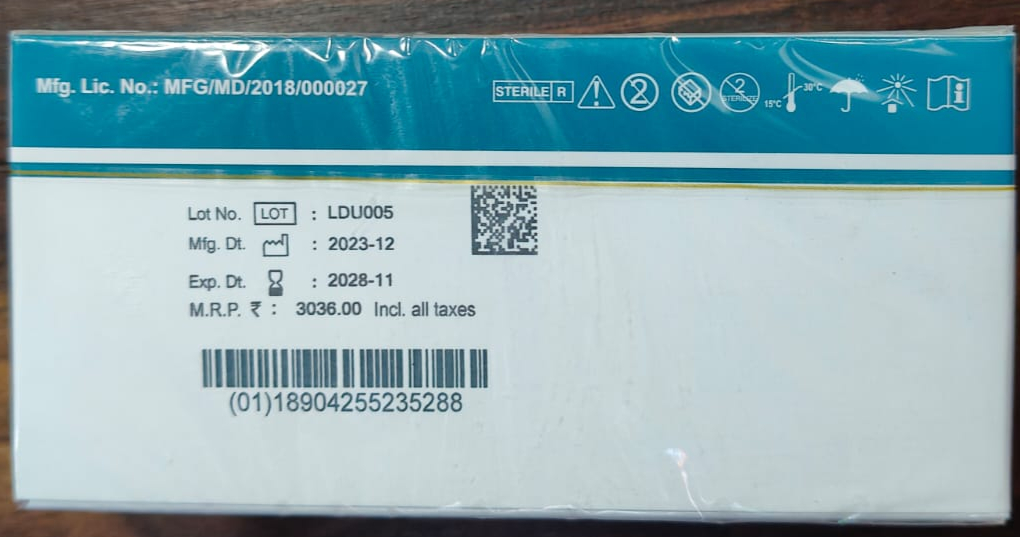 Mfg. Lic. No.: MFG/MD/2018/000027
STERILE R
2
2
STERILIZE
15°C
30°C
i
Lot No. LOT : LDU005
Mfg. Dt. : 2023-12
Exp. Dt. : 2028-11
M.R.P. ₹ : 3036.00 Incl. all taxes
(01)18904255235288